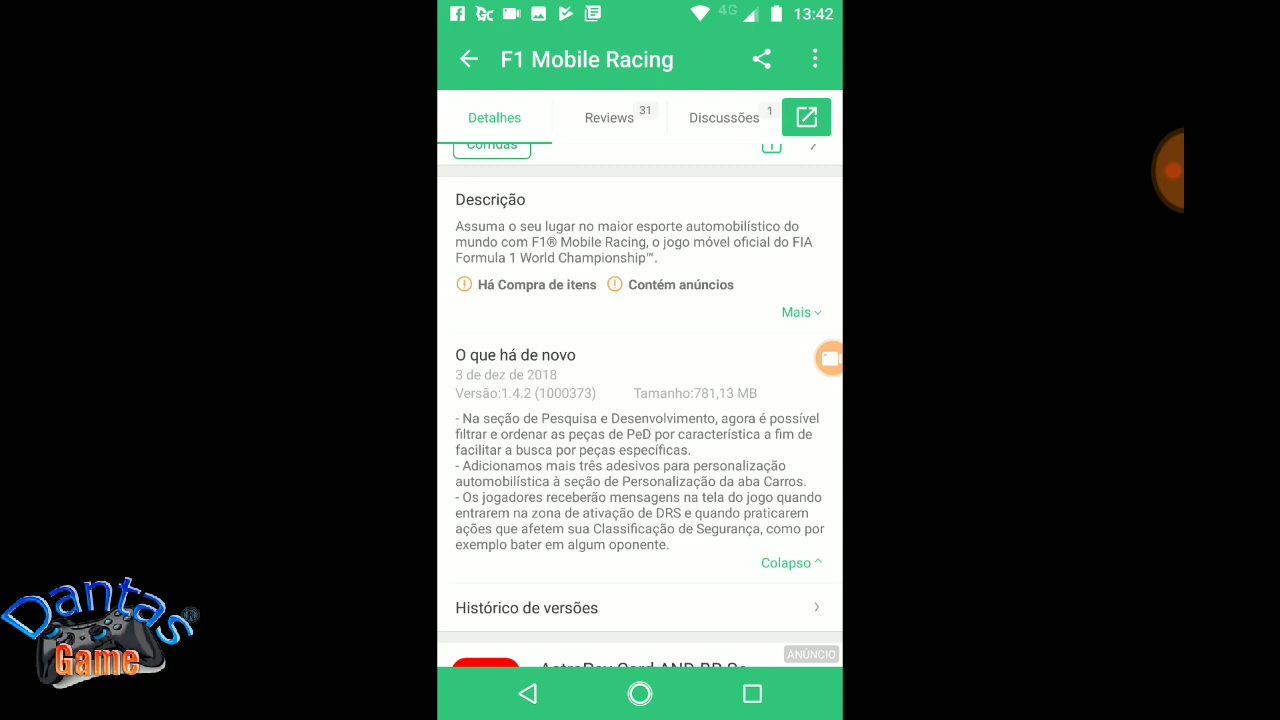 4G 13:42
F1 Mobile Racing
Detalhes Reviews 31 Discussões 1
Corridas
Descrição
Assuma o seu lugar no maior esporte automobilístico do
mundo com F1® Mobile Racing, o jogo móvel oficial do FIA
Formula 1 World Championship™.
Há Compra de itens Contém anúncios
Mais
O que há de novo
3 de dez de 2018
Versão:1.4.2 (1000373) Tamanho:781,13 MB
- Na seção de Pesquisa e Desenvolvimento, agora é possível
filtrar e ordenar as peças de PeD por característica a fim de
facilitar a busca por peças específicas.
- Adicionamos mais três adesivos para personalização
automobilística à seção de Personalização da aba Carros.
- Os jogadores receberão mensagens na tela do jogo quando
entrarem na zona de ativação de DRS e quando praticarem
ações que afetem sua Classificação de Segurança, como por
exemplo bater em algum oponente.
Colapso
Histórico de versões
ANÚNCIO
AstroPay Card AND BR
Dantas ®
Game